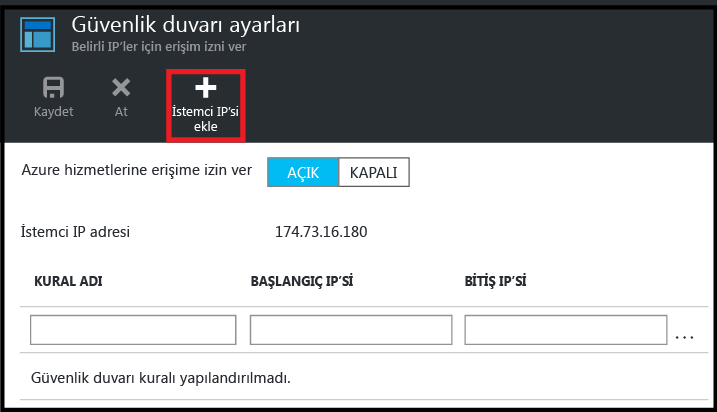 Güvenlik duvarı ayarları
Belirli IP'ler için erişim izni ver
Kaydet
At
İstemci IP'si
ekle
Azure hizmetlerine erişime izin ver
AÇIK
KAPALI
İstemci IP adresi
174.73.16.180
KURAL ADI
BAŞLANGIÇ IP'Sİ
BİTİŞ IP'Sİ
...
Güvenlik duvarı kuralı yapılandırılmadı.